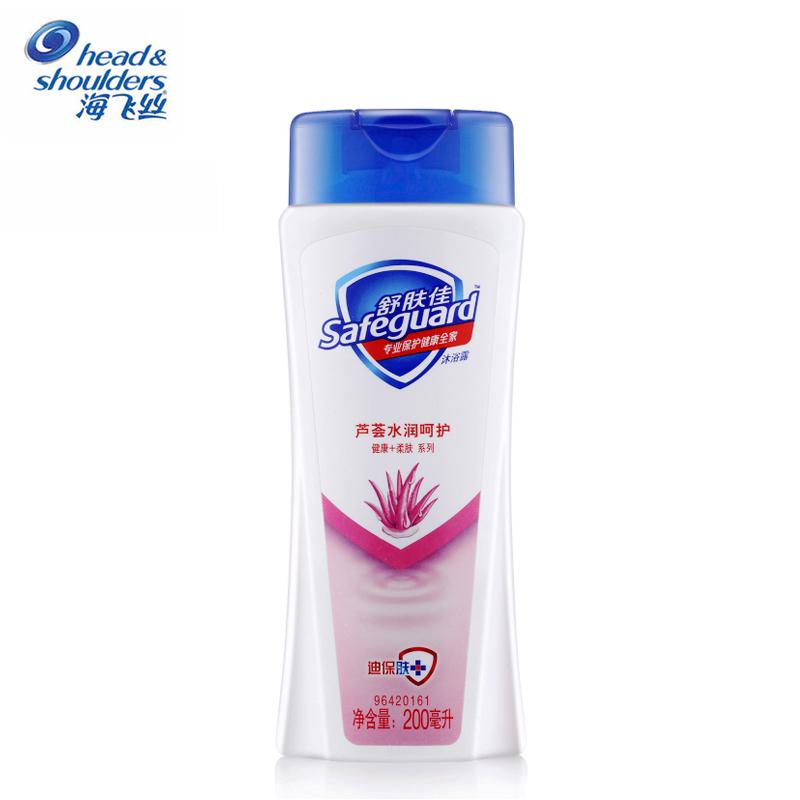 head &
shoulders
海飞丝
舒肤佳
Safeguard™
专业保护健康全家
沐浴露
芦荟水润呵护
健康+柔肤 系列
迪保肤
96420161
净含量：200毫升